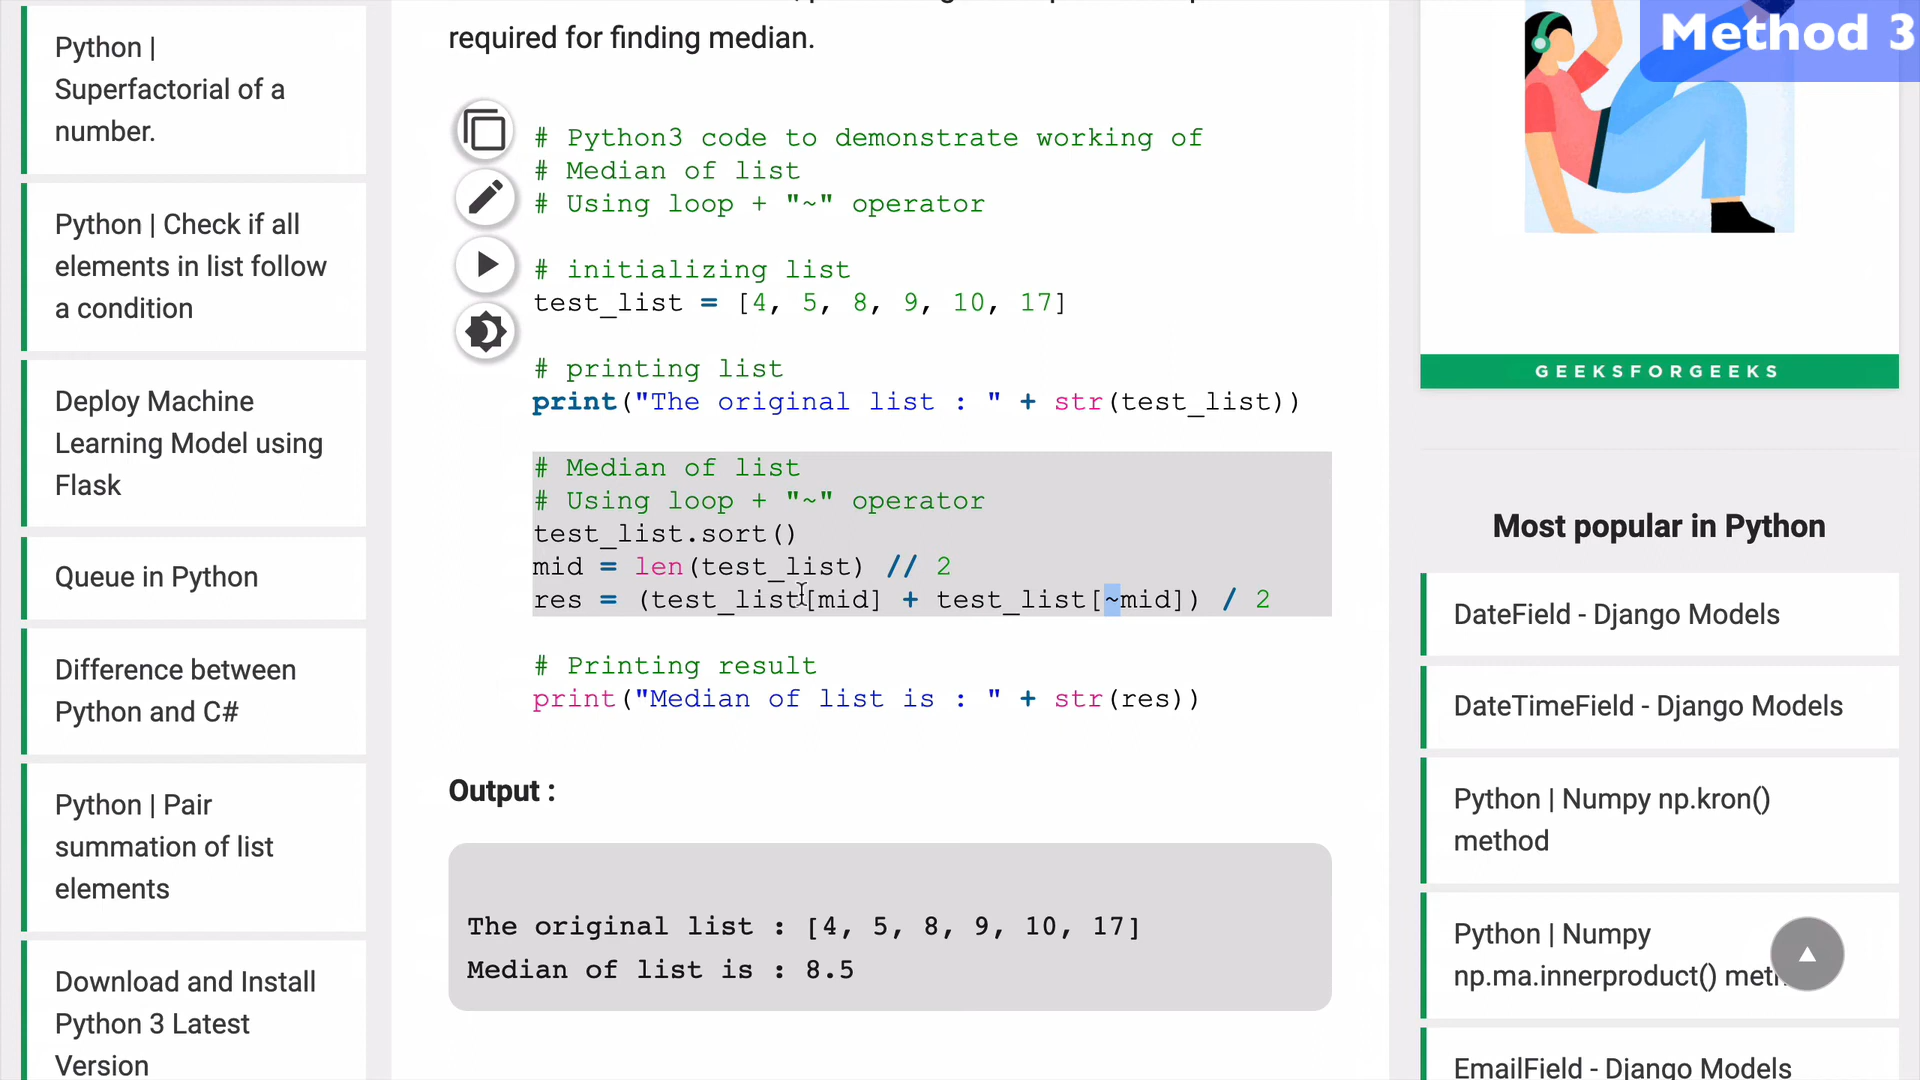 Python |
Superfactorial of a
number.
Python | Check if all
elements in list follow
a condition
Deploy Machine
Learning Model using
Flask
Queue in Python
Difference between
Python and C#
Python | Pair
summation of list
elements
Download and Install
Python 3 Latest
Version
required for finding median.
# Python3 code to demonstrate working of
# Median of list
# Using loop + "~" operator
# initializing list
test_list = [4, 5, 8, 9, 10, 17]
# printing list
print("The original list : " + str(test_list))
# Median of list
# Using loop + "~" operator
test_list.sort()
mid = len(test_list) // 2
res = (test_list[mid] + test_list[~mid]) / 2
# Printing result
print("Median of list is : " + str(res))
Output :
The original list : [4, 5, 8, 9, 10, 17]
Median of list is : 8.5
Method 3
GEEKSFORGEEKS
Most popular in Python
DateField - Django Models
DateTimeField - Django Models
Python | Numpy np.kron()
method
Python | Numpy
np.ma.innerproduct()
EmailField - Django Models